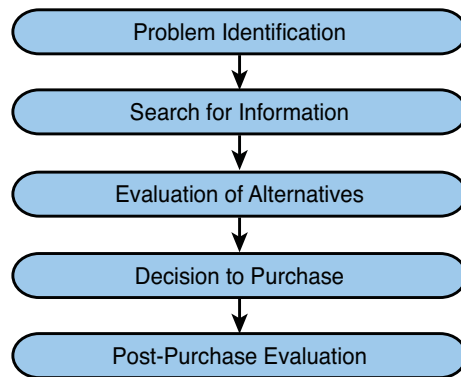 Problem Identification
Search for Information
Evaluation of Alternatives
Decision to Purchase
Post-Purchase Evaluation